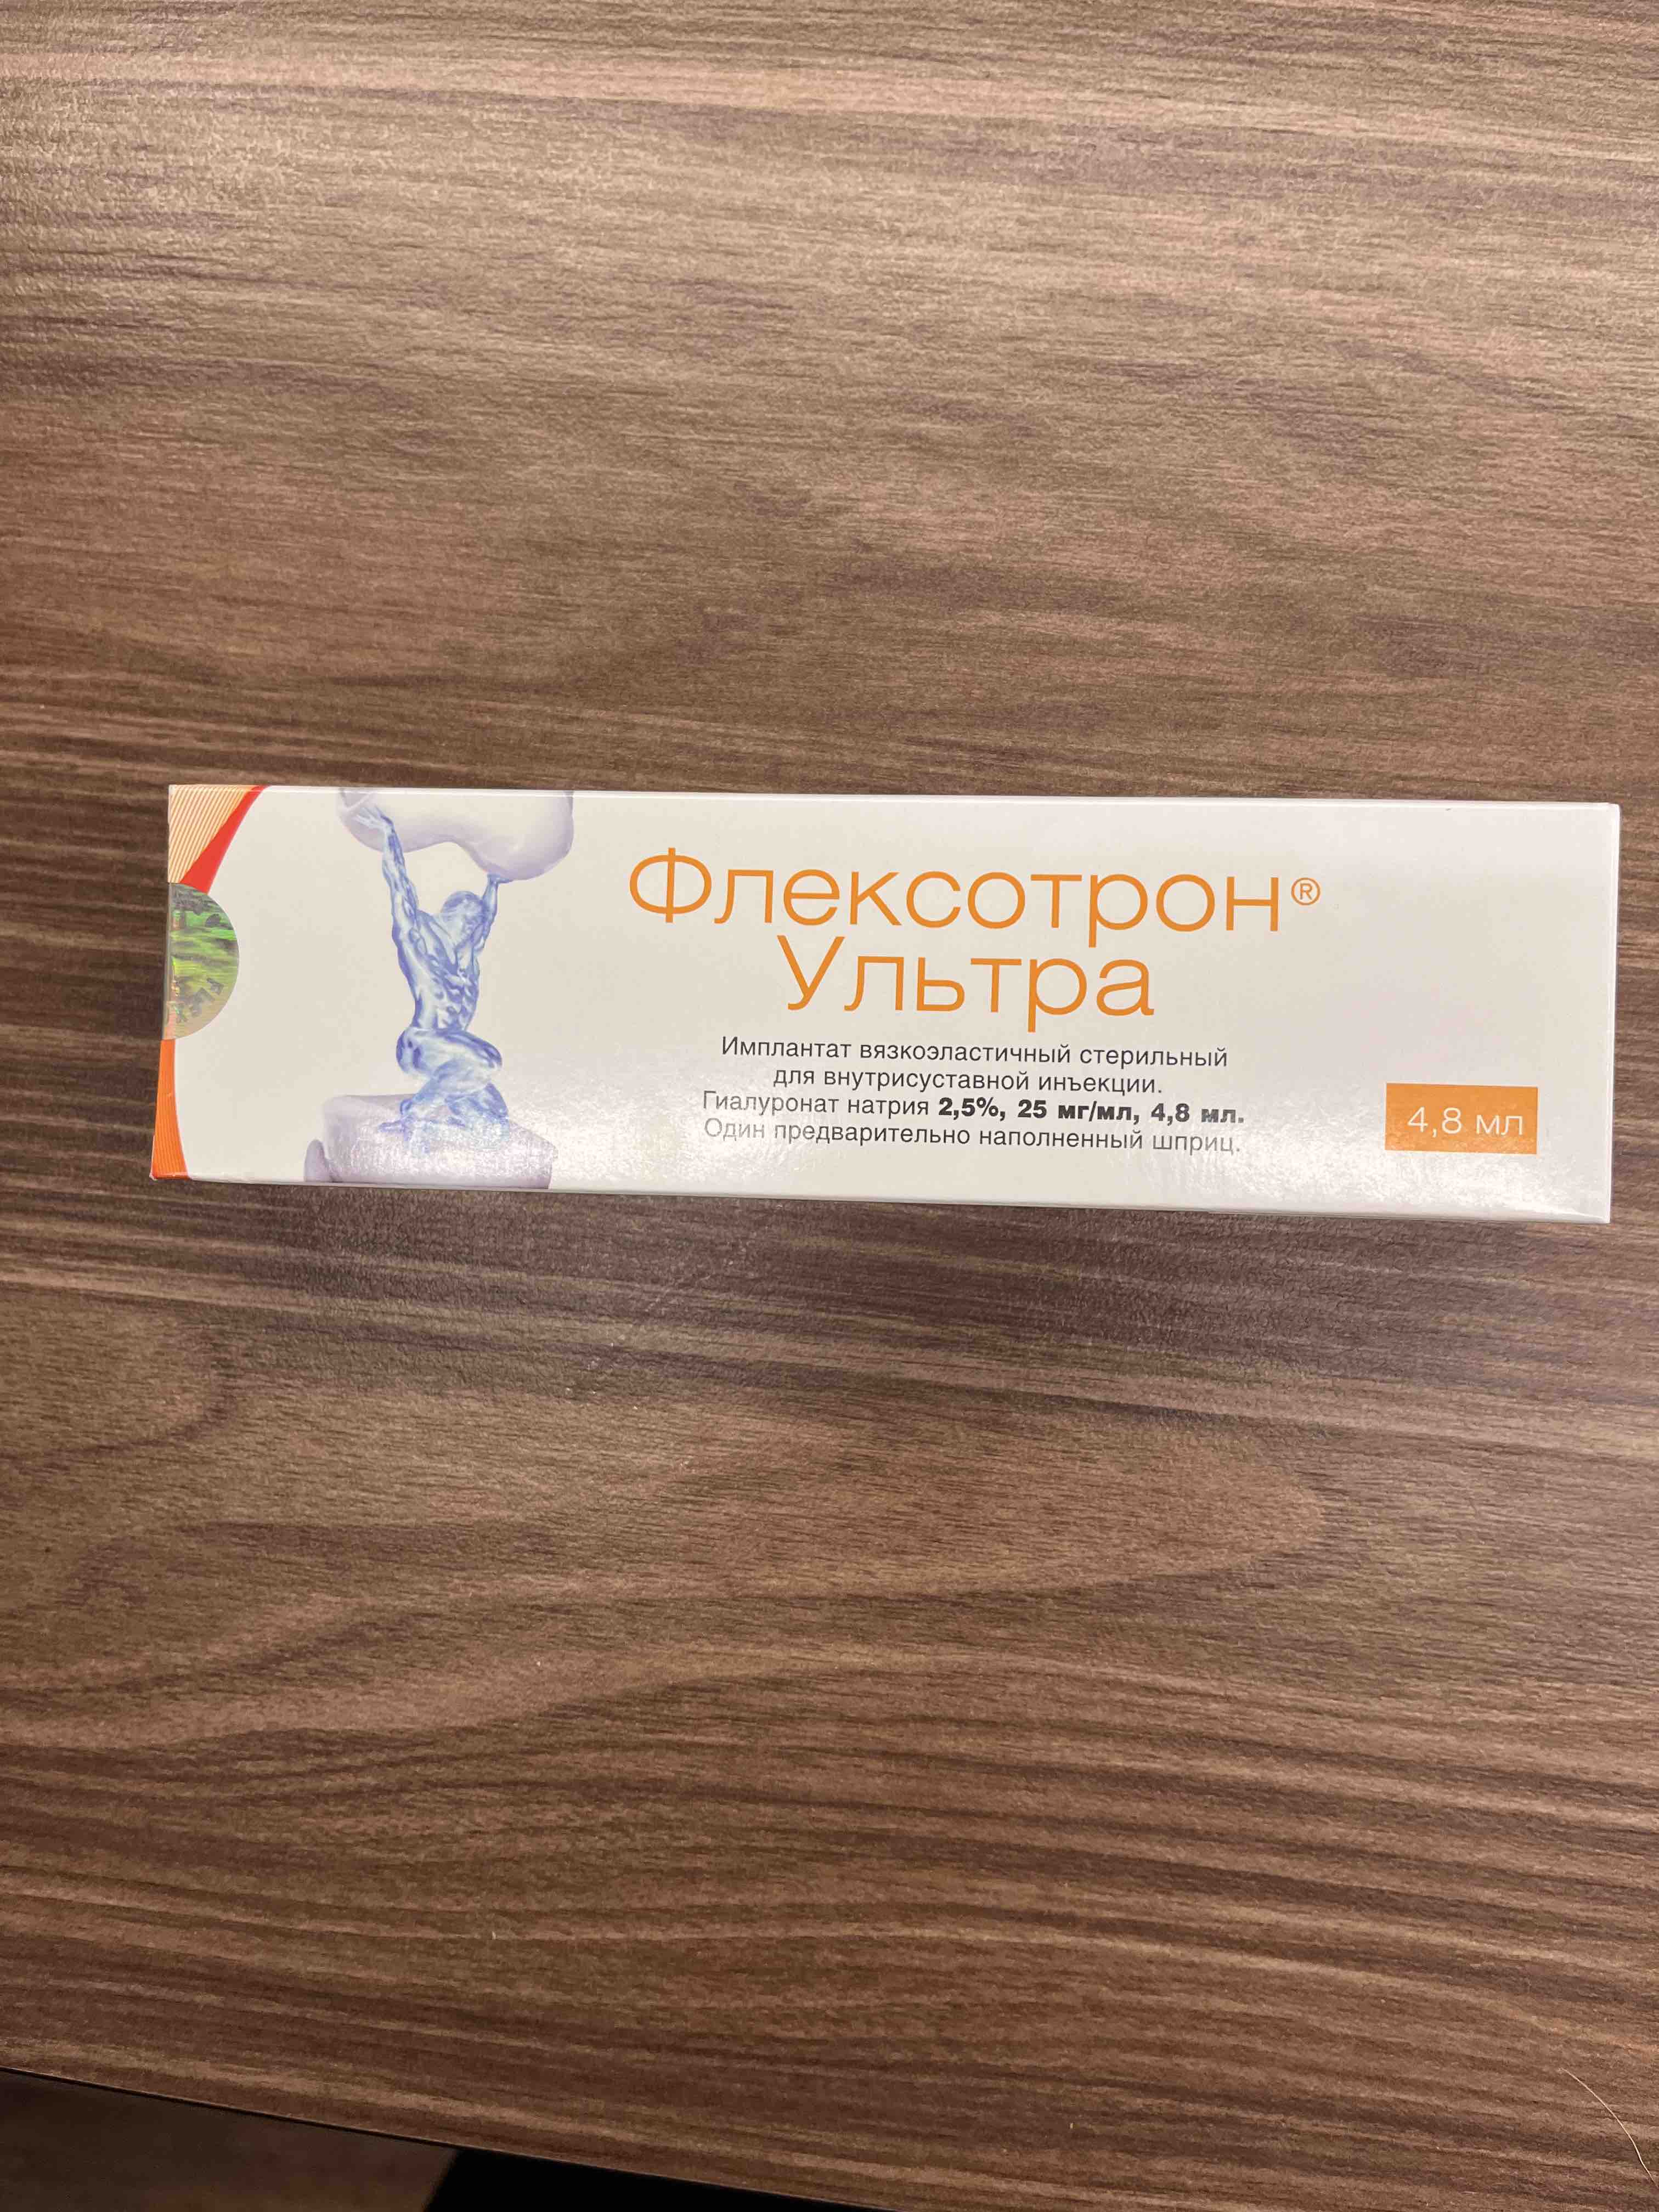 Флексотрон®
Ультра
Имплантат вязкоэластичный стерильный
для внутрисуставной инъекции.
Гиалуронат натрия 2,5%, 25 мг/мл, 4,8 мл.
Один предварительно наполненный шприц.
4,8 мл